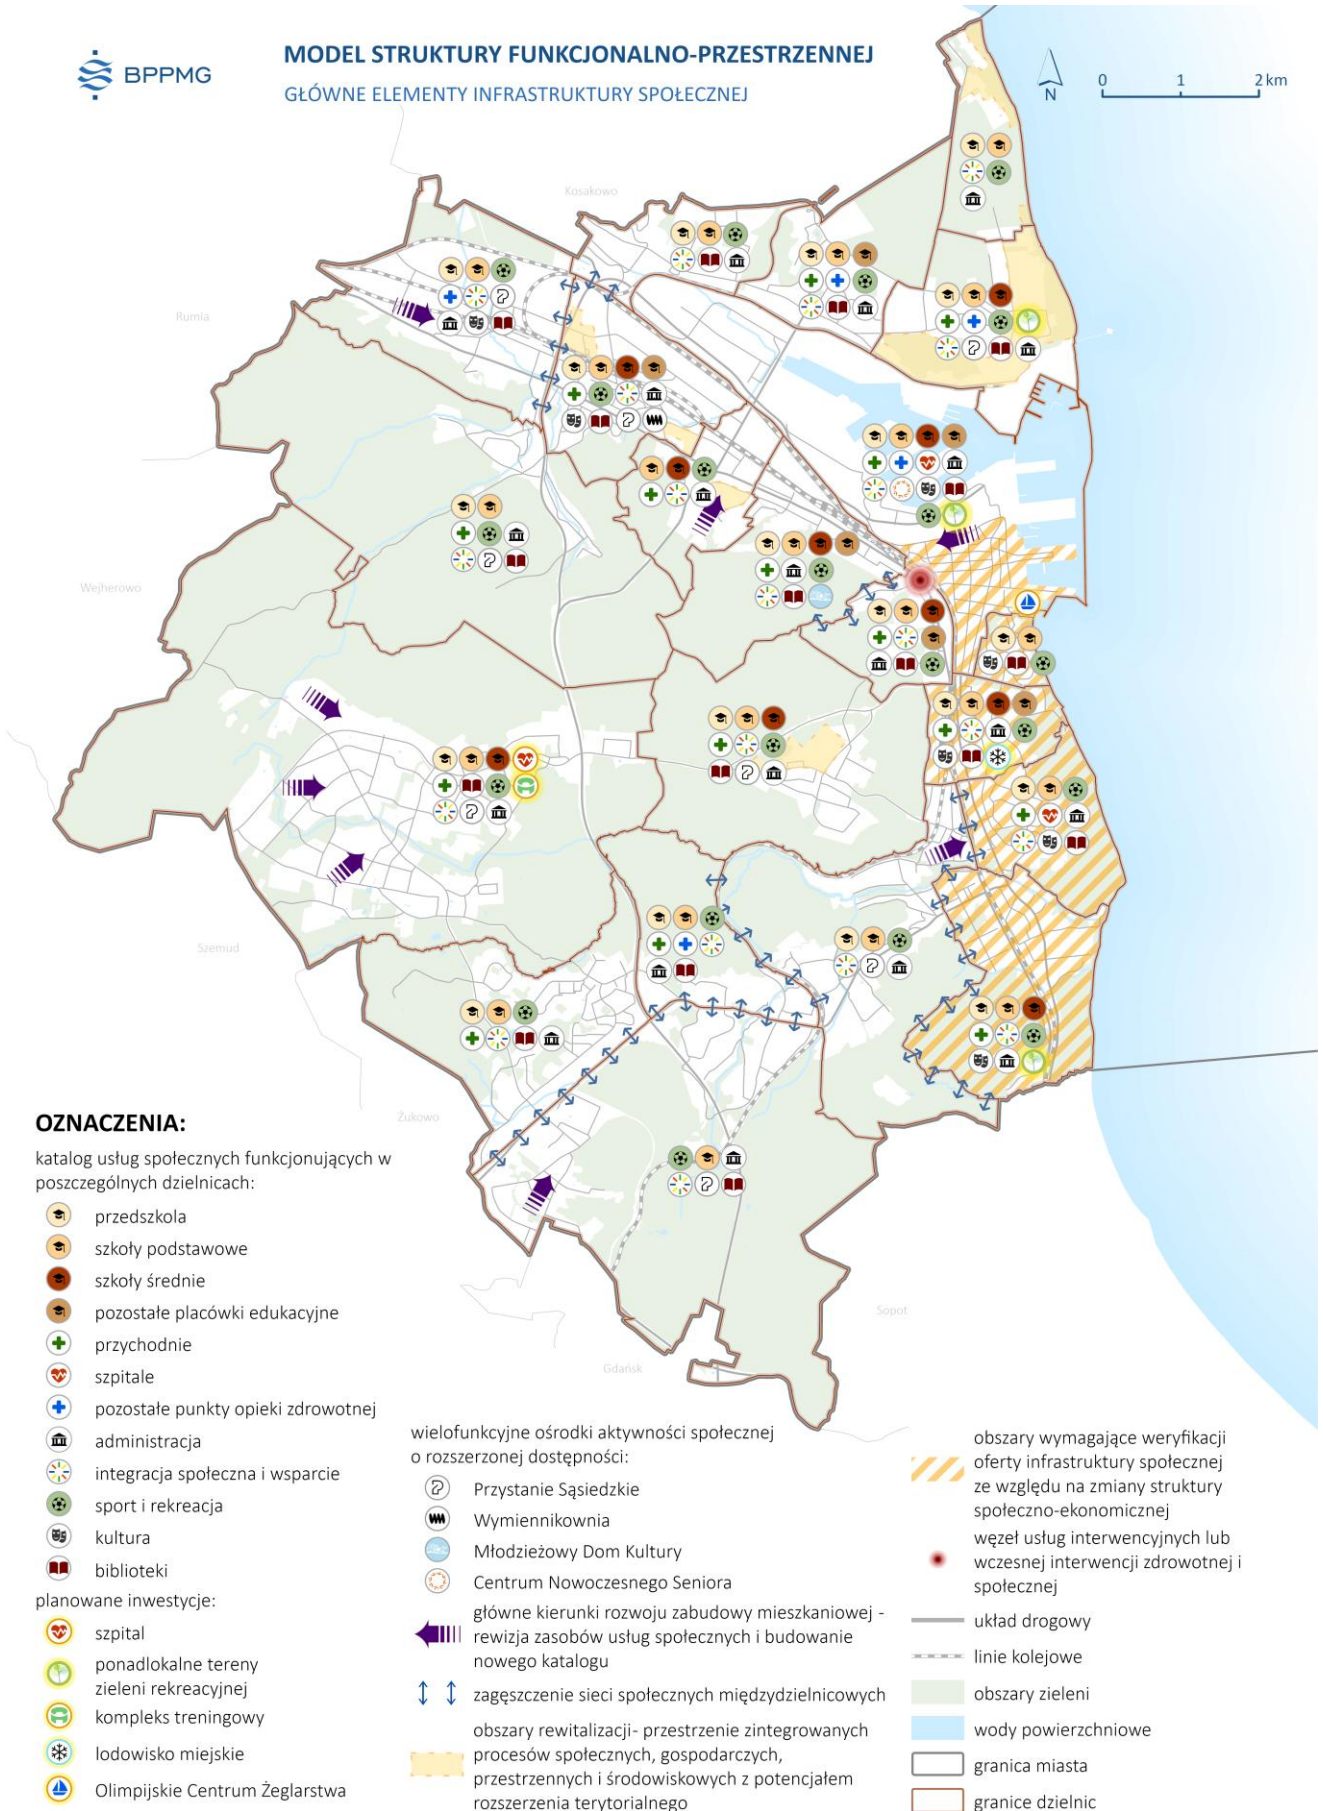 BPPMG
MODEL STRUKTURY FUNKCJONALNO-PRZESTRZENNEJ
GŁÓWNE ELEMENTY INFRASTRUKTURY SPOŁECZNEJ
N
0 1 2 km
Kosakowo
Rumia
Wejherowo
Szemud
Żukowo
Sopot
Gdańsk
OZNACZENIA:
katalog usług społecznych funkcjonujących w
poszczególnych dzielnicach:
przedszkola
szkoły podstawowe
szkoły średnie
pozostałe placówki edukacyjne
przychodnie
szpitale
pozostałe punkty opieki zdrowotnej
administracja
integracja społeczna i wsparcie
sport i rekreacja
kultura
biblioteki
planowane inwestycje:
szpital
ponadlokalne tereny
zieleni rekreacyjnej
kompleks treningowy
lodowisko miejskie
Olimpijskie Centrum Żeglarstwa
wielofunkcyjne ośrodki aktywności społecznej
o rozszerzonej dostępności:
Przystanie Sąsiedzkie
Wymiennikownia
Młodzieżowy Dom Kultury
Centrum Nowoczesnego Seniora
główne kierunki rozwoju zabudowy mieszkaniowej -
rewizja zasobów usług społecznych i budowanie
nowego katalogu
zagęszczenie sieci społecznych międzydzielnicowych
obszary rewitalizacji- przestrzenie zintegrowanych
procesów społecznych, gospodarczych,
przestrzennych i środowiskowych z potencjałem
rozszerzenia terytorialnego
obszary wymagające weryfikacji
oferty infrastruktury społecznej
ze względu na zmiany struktury
społeczno-ekonomicznej
węzeł usług interwencyjnych lub
wczesnej interwencji zdrowotnej i
społecznej
układ drogowy
linie kolejowe
obszary zieleni
wody powierzchniowe
granica miasta
granice dzielnic